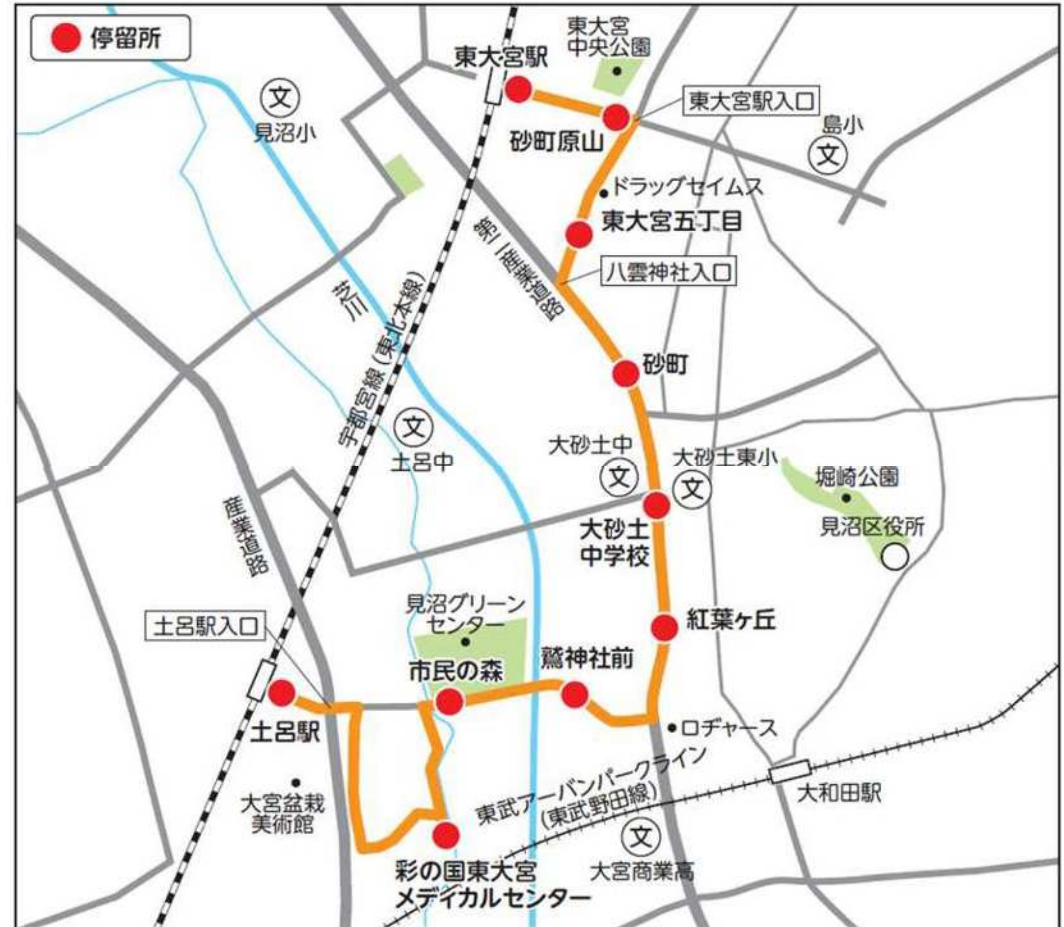 停留所
東大宮駅
東大宮
中央公園
文
見沼小
砂町原山
東大宮駅入口
島小
文
ドラッグセイムス
東大宮五丁目
第二産業道路
八雲神社入口
芝川
宇都宮線(東北本線)
砂町
文
土呂中
大砂土中
文
大砂土東小
文
堀崎公園
見沼区役所
大砂土
中学校
産業道路
見沼グリーン
センター
紅葉ヶ丘
土呂駅入口
市民の森
鷲神社前
土呂駅
ロヂャース
大宮盆栽
美術館
東武アーバンパークライン
(東武野田線)
大和田駅
文
大宮商業高
彩の国東大宮
メディカルセンター